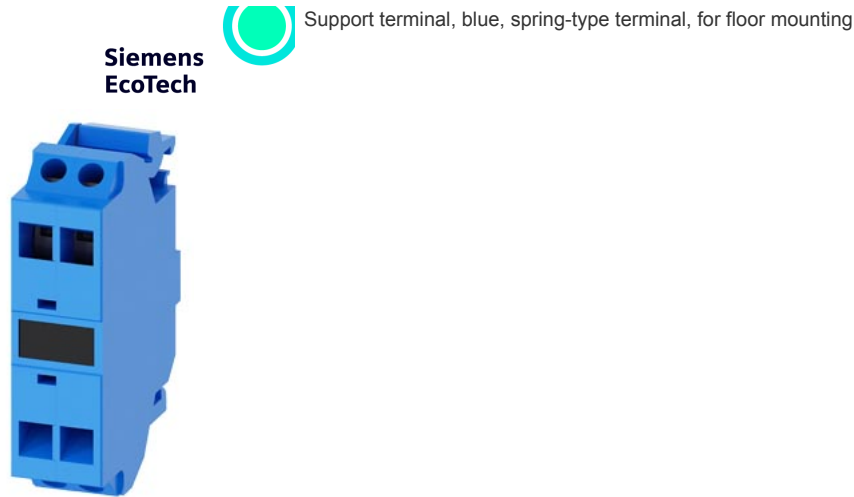 Support terminal, blue, spring-type terminal, for floor mounting
Siemens
EcoTech